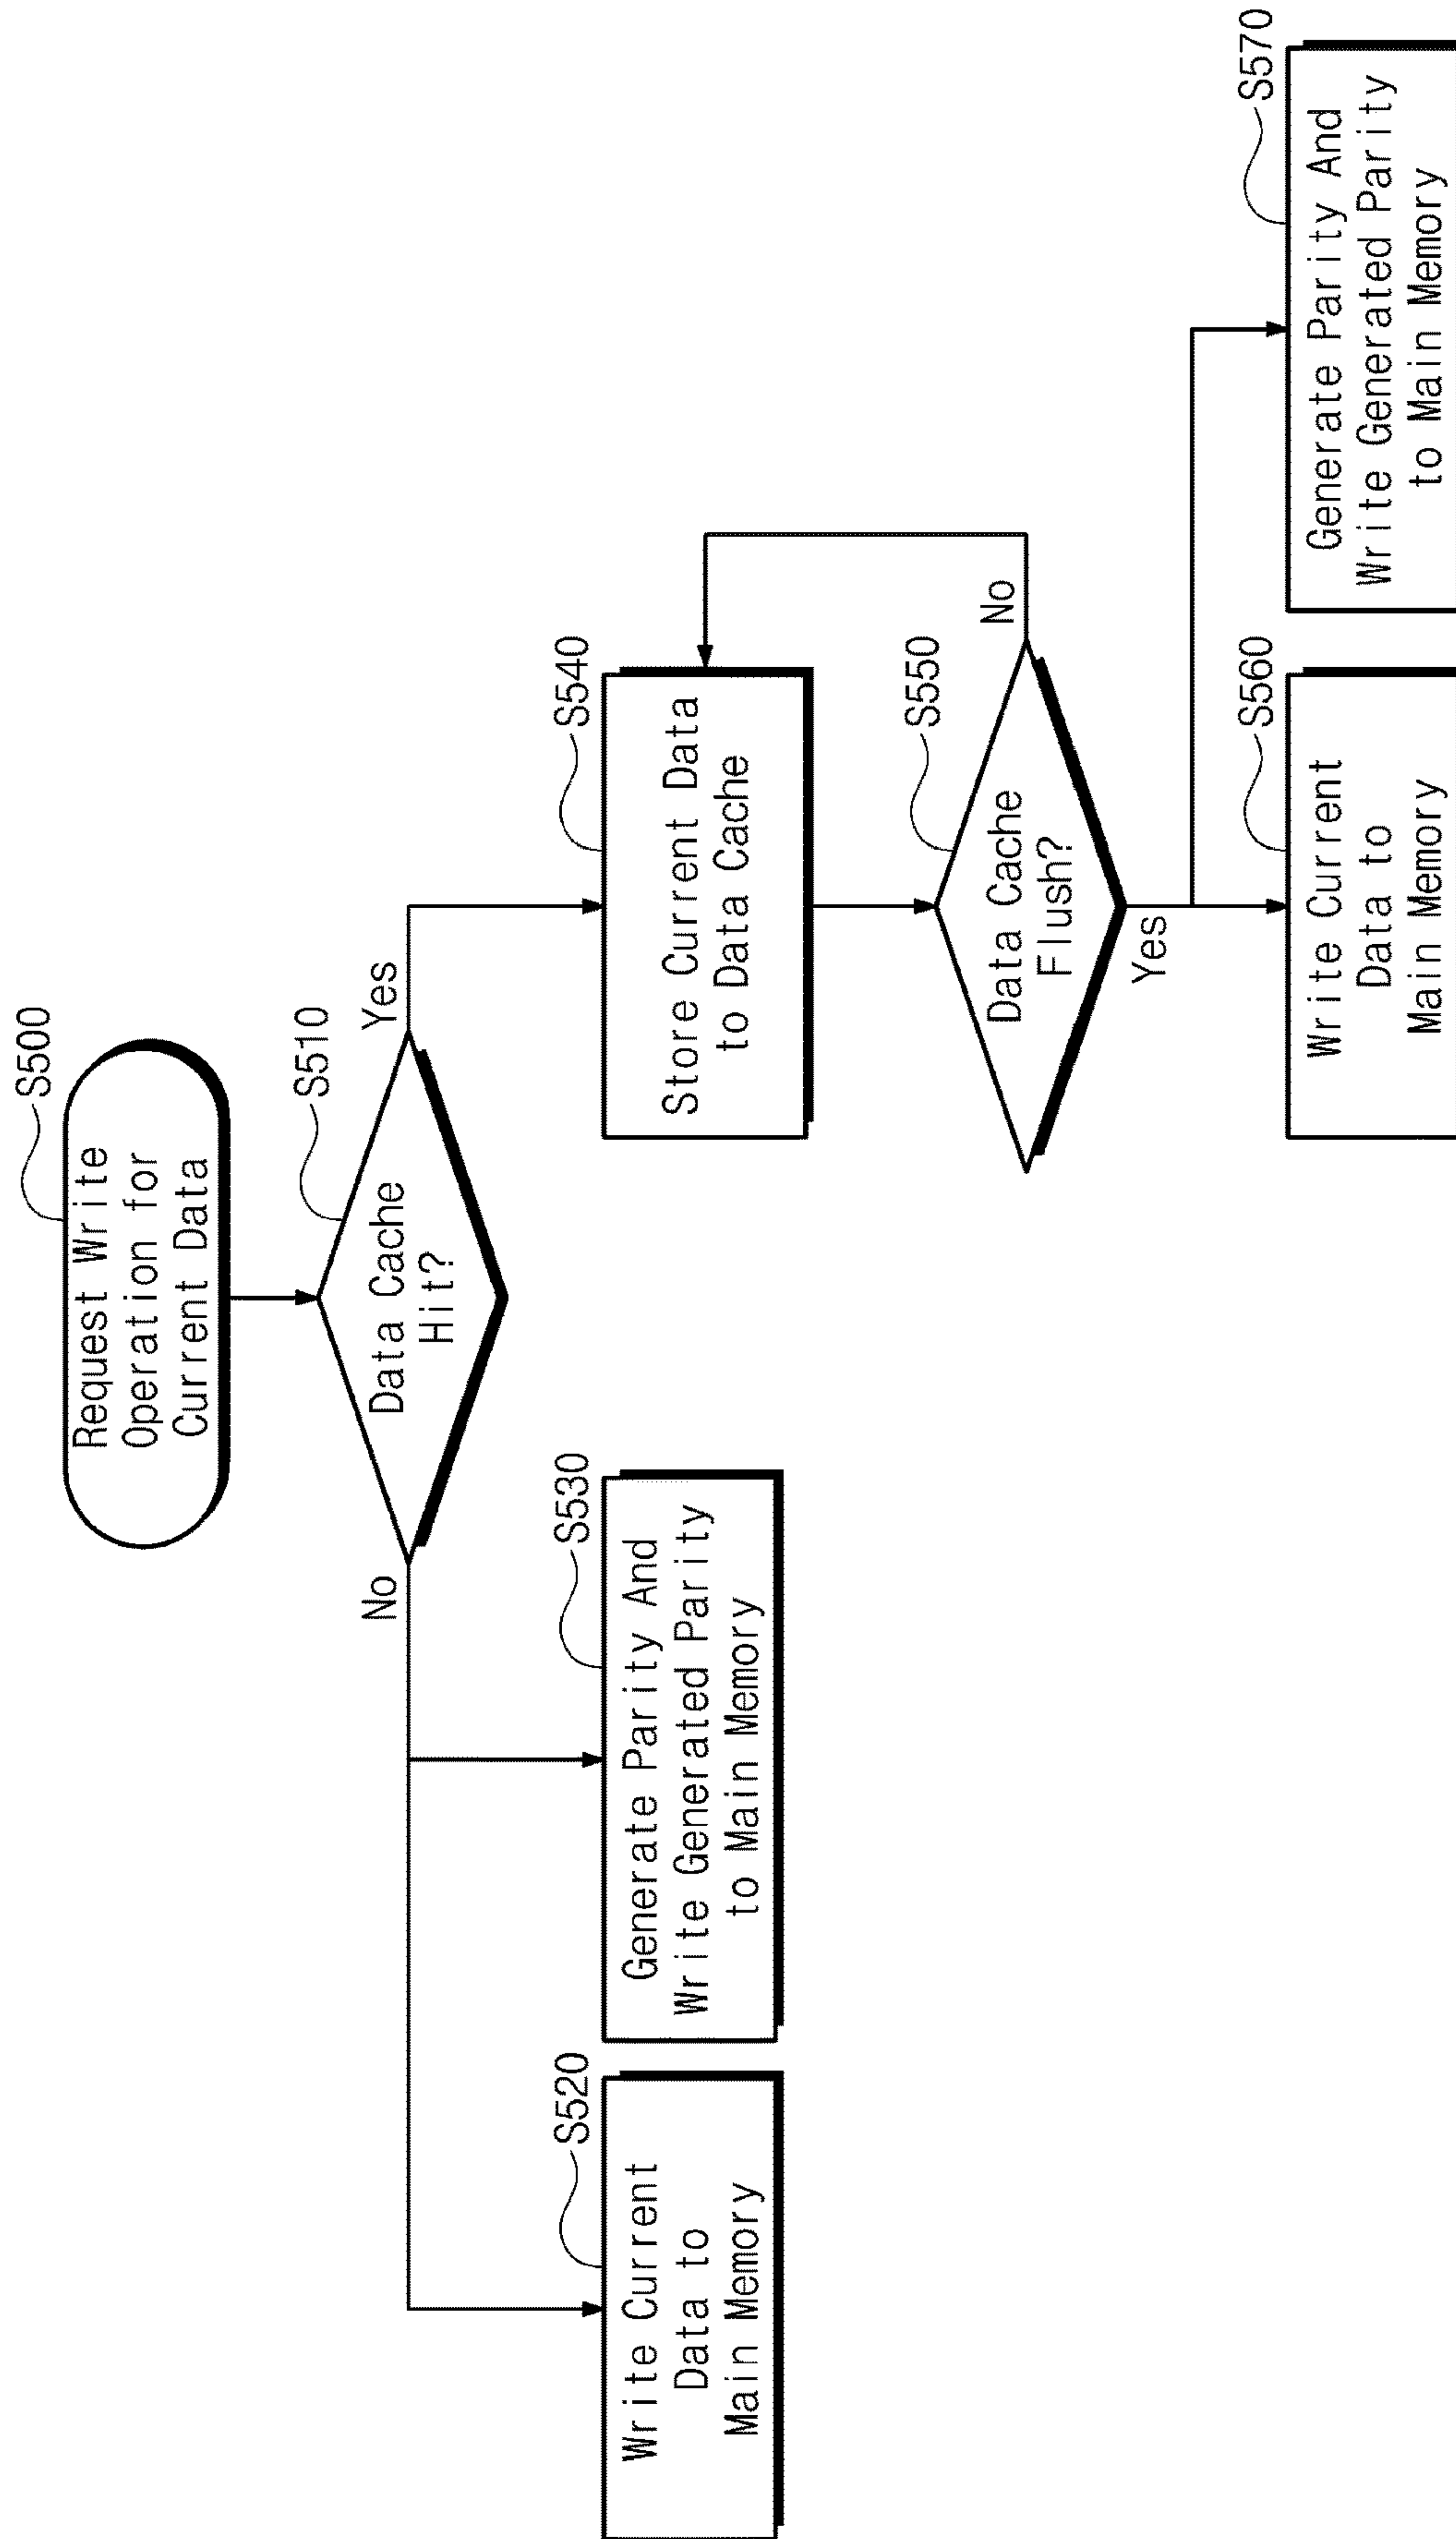 S500
Request Write
Operation for
Current Data
S510
Data Cache
Hit?
No
Yes
S520
Write Current
Data to
Main Memory
S530
Generate Parity And
Write Generated Parity
to Main Memory
S540
Store Current Data
to Data Cache
S550
Data Cache
Flush?
No
Yes
S560
Write Current
Data to
Main Memory
S570
Generate Parity And
Write Generated Parity
to Main Memory